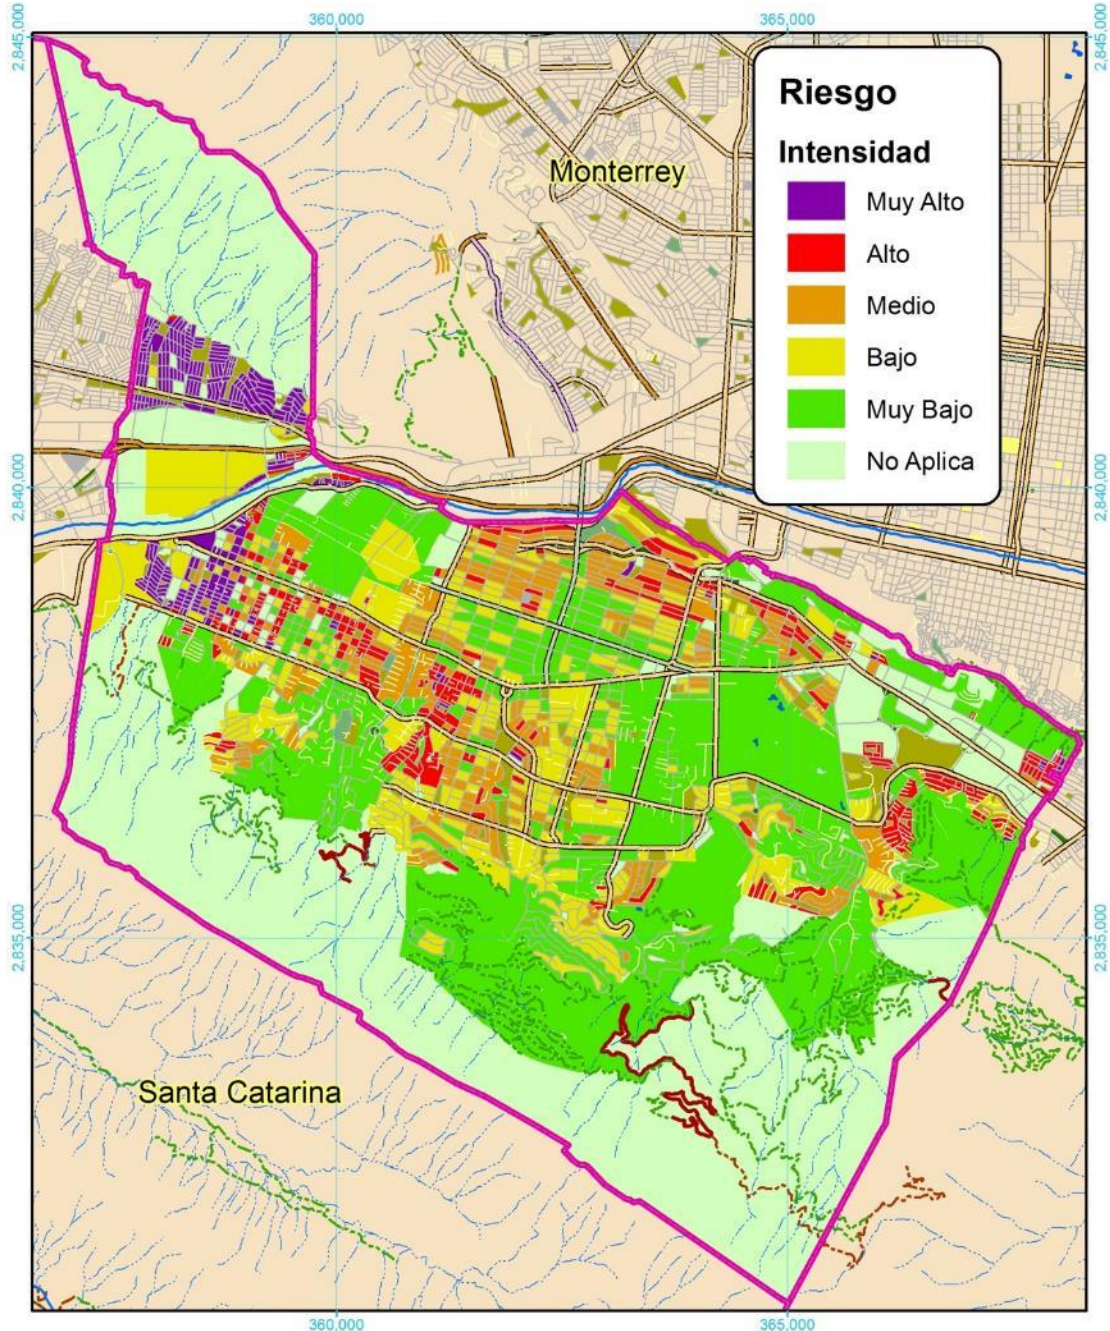 360,000
365,000
2,845,000
2,845,000
Riesgo
Intensidad
Muy Alto
Alto
Medio
Bajo
Muy Bajo
No Aplica
Monterrey
2,840,000
2,840,000
2,835,000
2,835,000
Santa Catarina
360,000
365,000